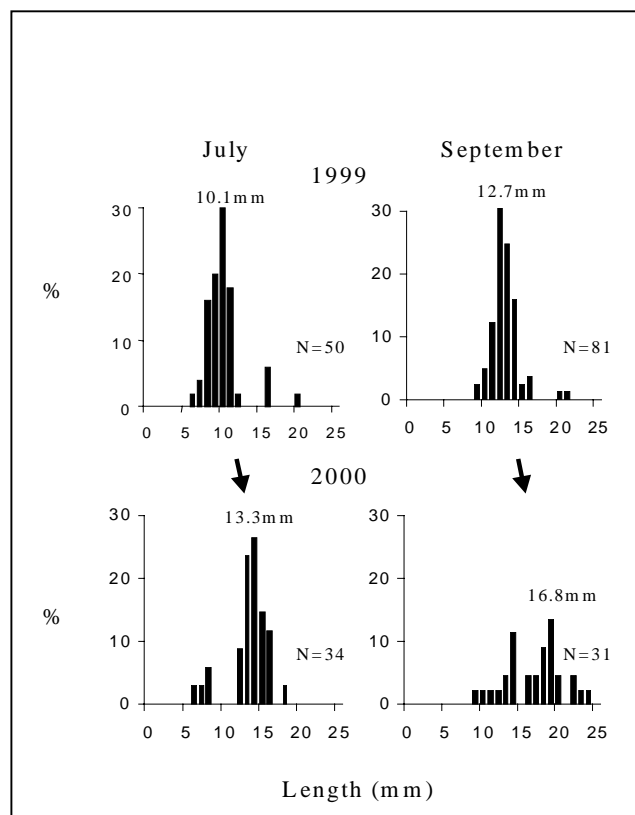 July September
1999
10.1mm 12.7mm
30 30
20 20
%
N=50 N=81
10 10
0 0
0 5 10 15 20 25 0 5 10 15 20 25
2000
13.3mm
30 30
16.8mm
20 20
%
N=34 N=31
10 10
0 0
0 5 10 15 20 25 0 5 10 15 20 25
Length (mm)